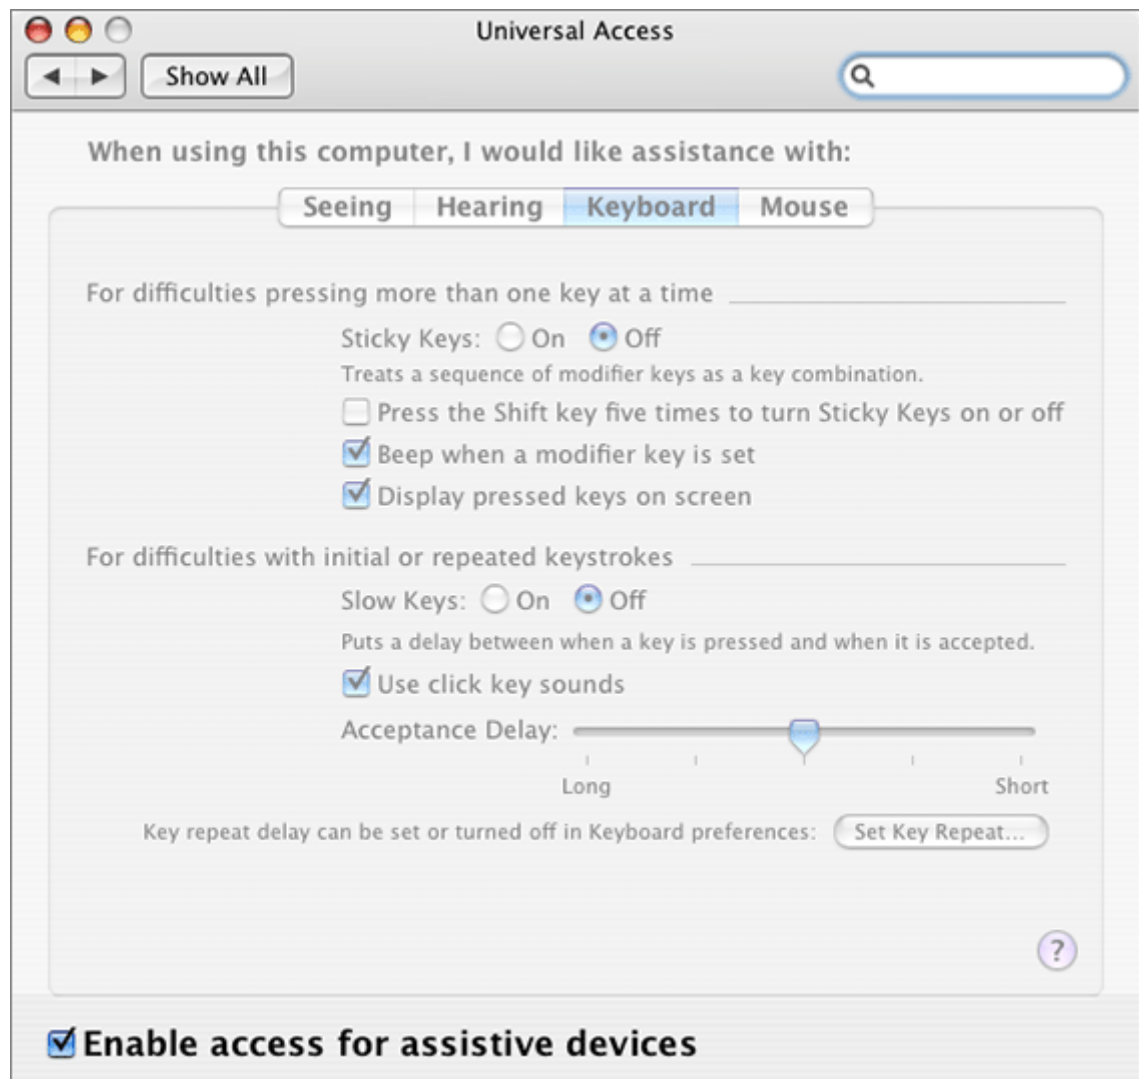 Universal Access
Show All
When using this computer, I would like assistance with:
Seeing Hearing Keyboard Mouse
For difficulties pressing more than one key at a time
Sticky Keys: On Off
Treats a sequence of modifier keys as a key combination.
Press the Shift key five times to turn Sticky Keys on or off
Beep when a modifier key is set
Display pressed keys on screen
For difficulties with initial or repeated keystrokes
Slow Keys: On Off
Puts a delay between when a key is pressed and when it is accepted.
Use click key sounds
Acceptance Delay:
Long Short
Key repeat delay can be set or turned off in Keyboard preferences: Set Key Repeat...
?
Enable access for assistive devices